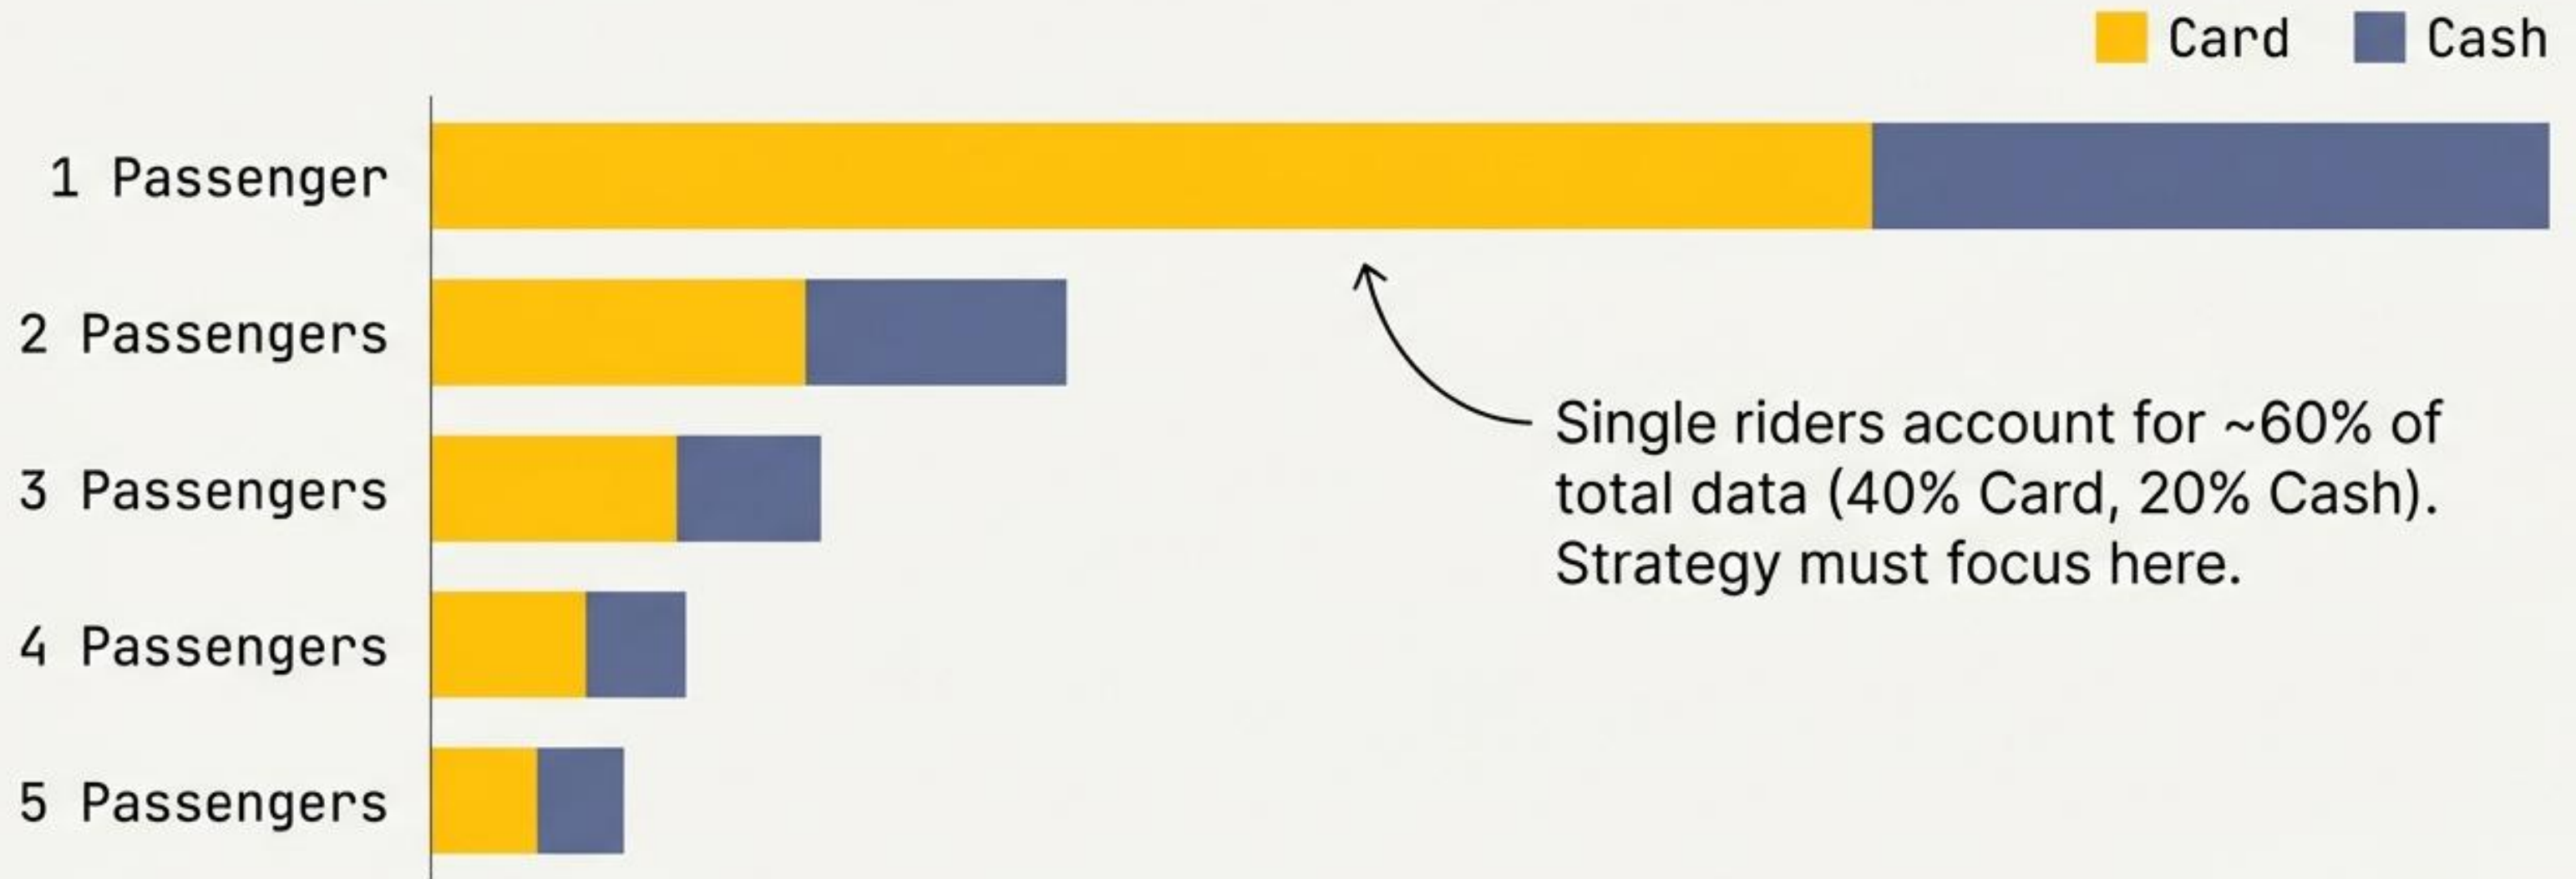 Card Cash
1 Passenger
2 Passengers
3 Passengers
4 Passengers
5 Passengers
Single riders account for ~60% of
total data (40% Card, 20% Cash).
Strategy must focus here.